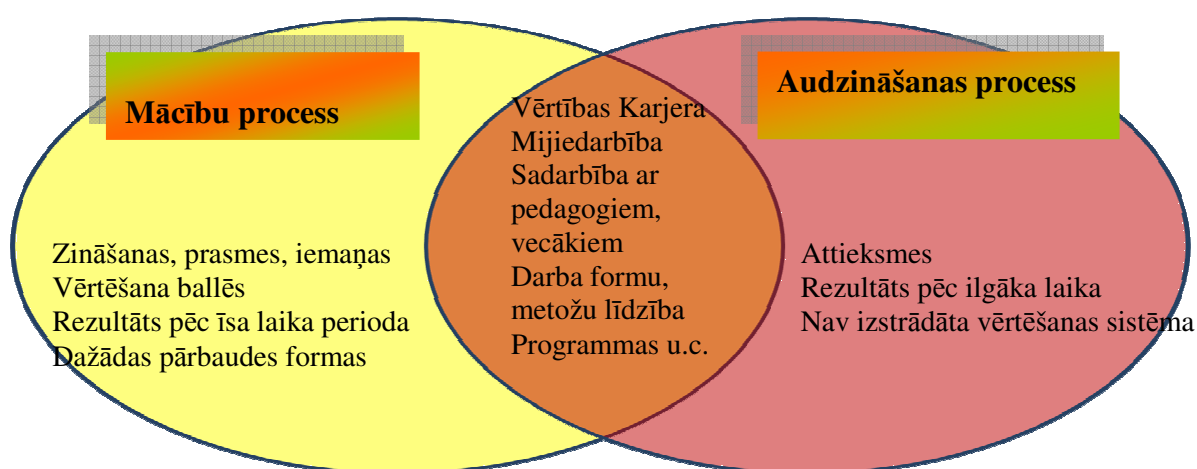 Mācību process
Zināšanas, prasmes, iemaņas
Vērtēšana ballēs
Rezultāts pēc īsa laika perioda
Dažādas pārbaudes formas
Vērtības Karjera
Mijiedarbība
Sadarbība ar
pedagogiem,
vecākiem
Darba formu,
metožu līdzība
Programmas u.c.
Audzināšanas process
Attieksmes
Rezultāts pēc ilgāka laika
Nav izstrādāta vērtēšanas sistēma